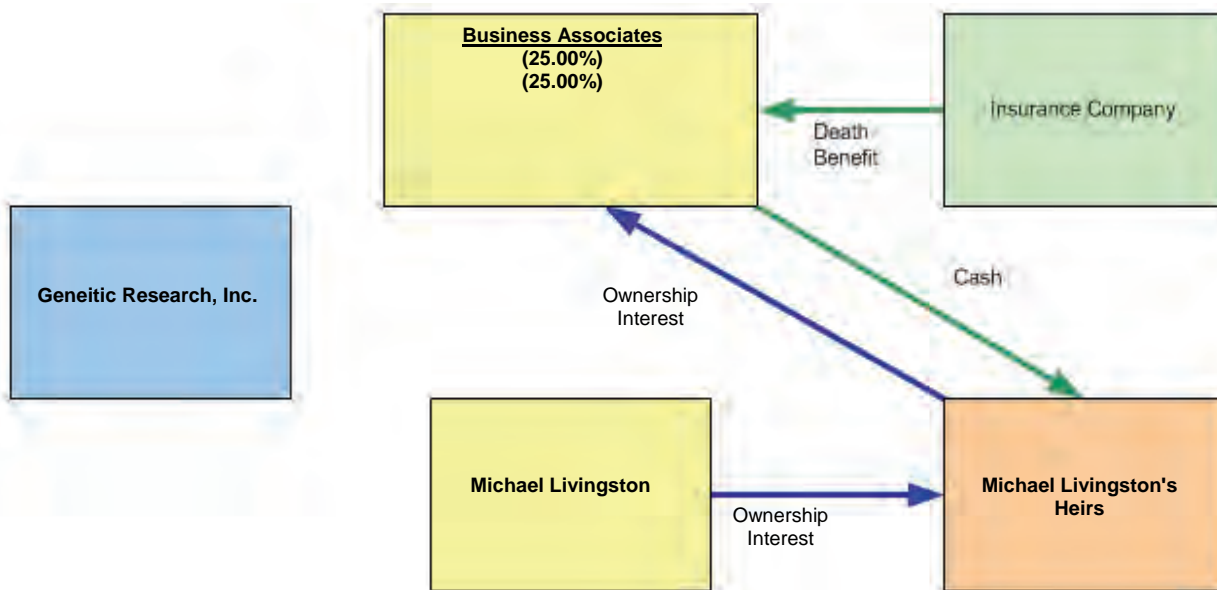 Business Associates
(25.00%)
(25.00%)
Insurance Company
Death
Benefit
Geneitic Research, Inc.
Cash
Ownership
Interest
Michael Livingston
Ownership
Interest
Michael Livingston's
Heirs